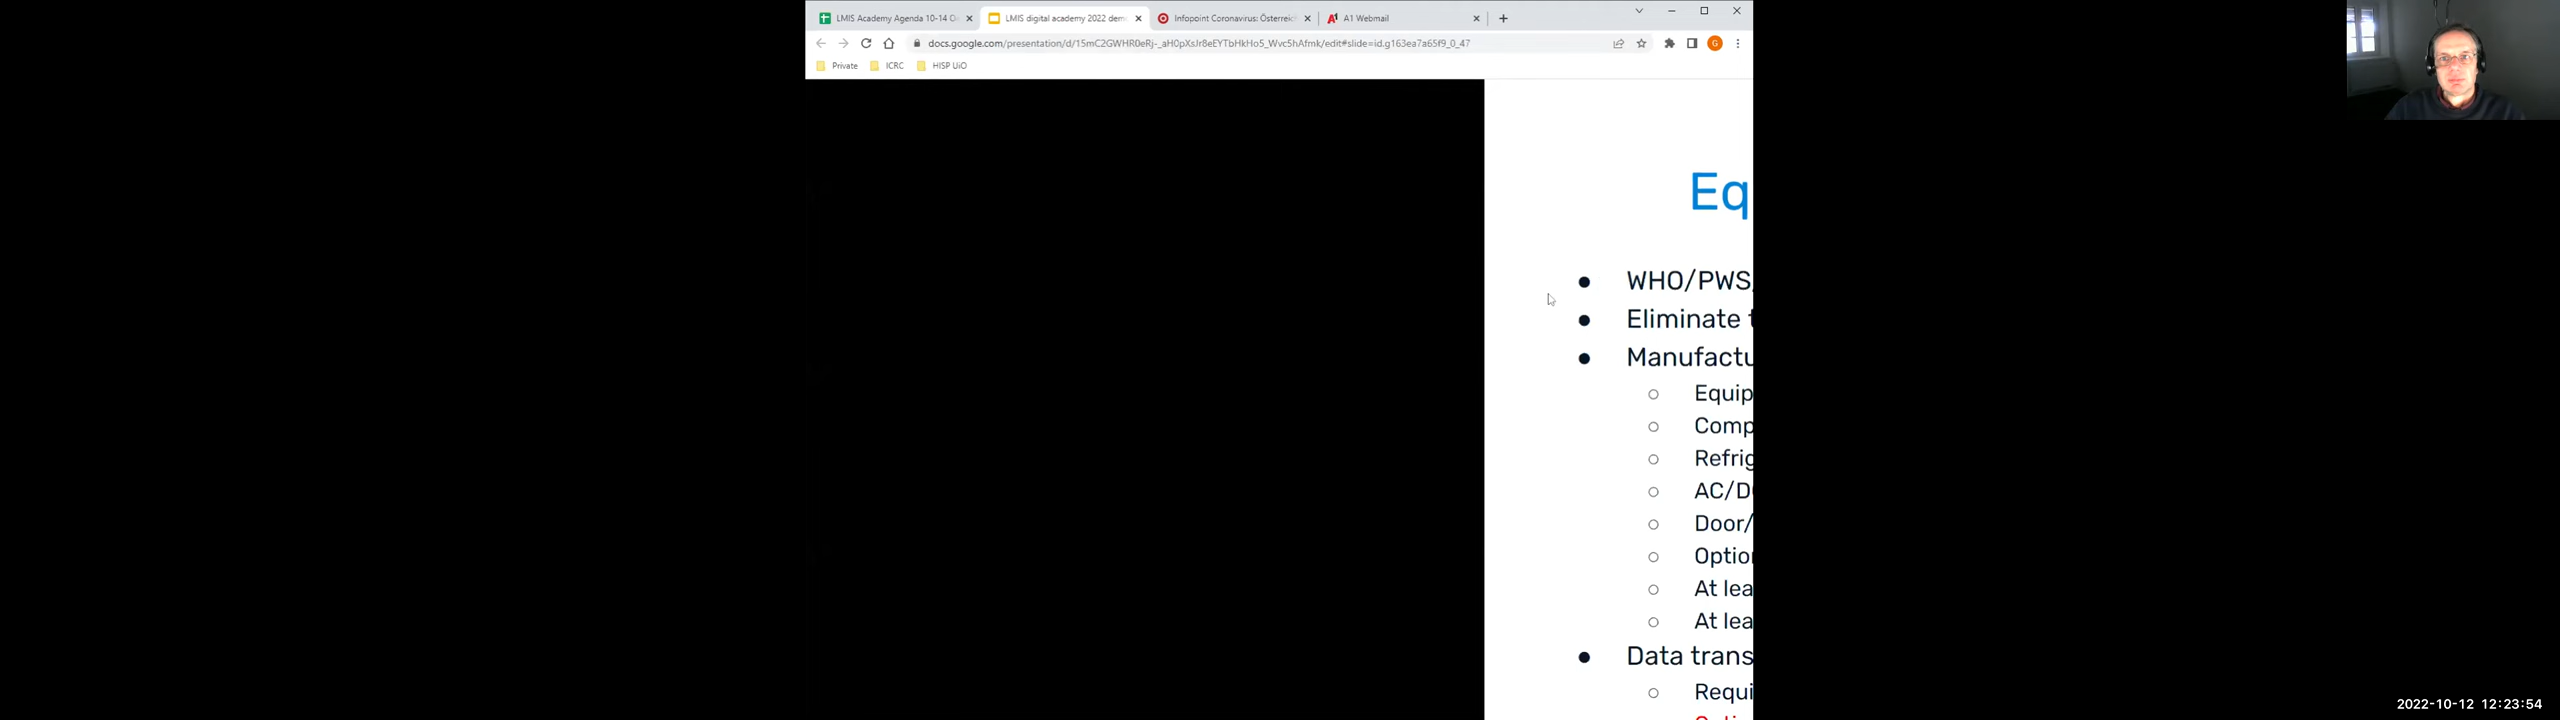 LMIS Academy Agenda 10-14 O
LMIS digital academy 2022 dem
Infopoint Coronavirus: Österreic
A1 Webmail
docs.google.com/presentation/d/15mC2GWHR0eRj-_aH0pXsJr8eEYTbHkHo5_Wvc5hAfmk/edit#slide=id.g163ea7a65f9_0_47
G
Private
ICRC
HISP UiO
Eq
● WHO/PWS/
● Eliminate t
● Manufactu
○ Equip
○ Comp
○ Refrig
○ AC/D
○ Door/
○ Optio
○ At lea
○ At lea
● Data trans
○ Requi
2022-10-12 12:23:54